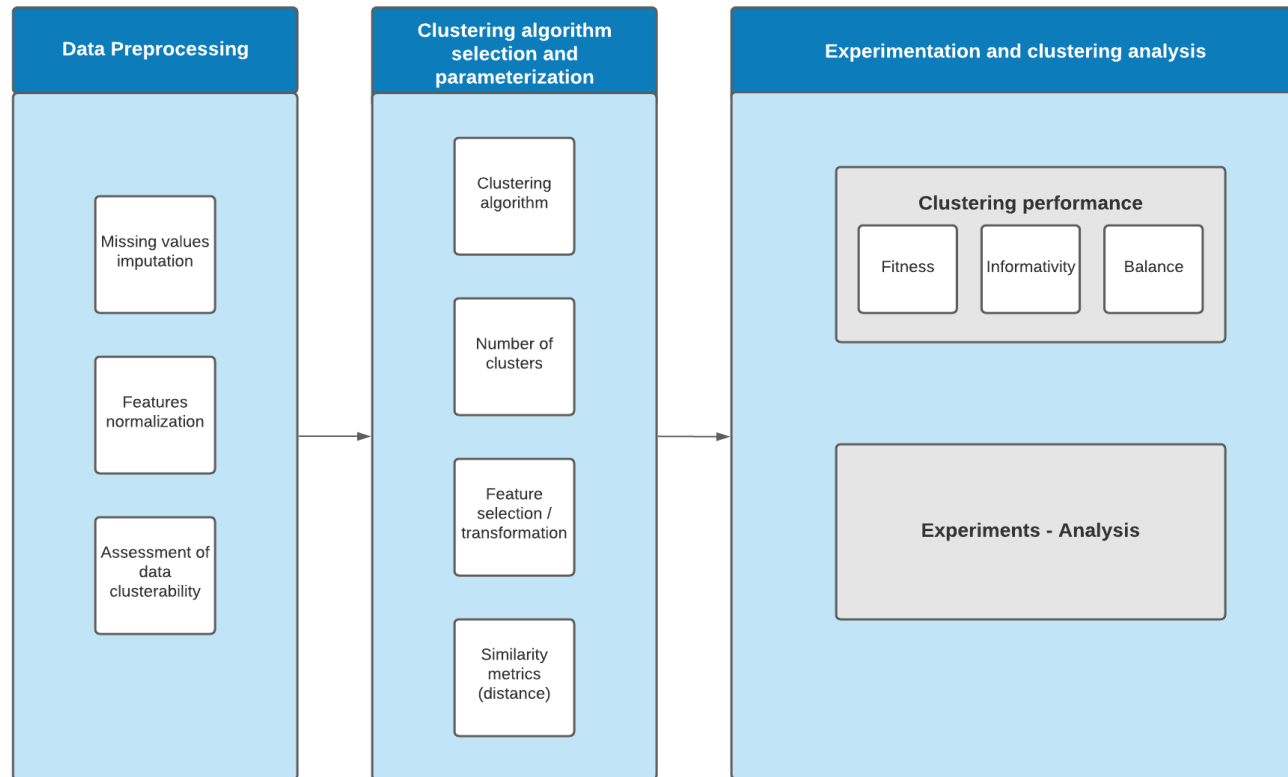 Data Preprocessing
Missing values
imputation
Features
normalization
Assessment of
data
clusterability
Clustering algorithm
selection and
parameterization
Clustering
algorithm
Number of
clusters
Feature
selection /
transformation
Similarity
metrics
(distance)
Experimentation and clustering analysis
Clustering performance
Fitness
Informativity
Balance
Experiments - Analysis